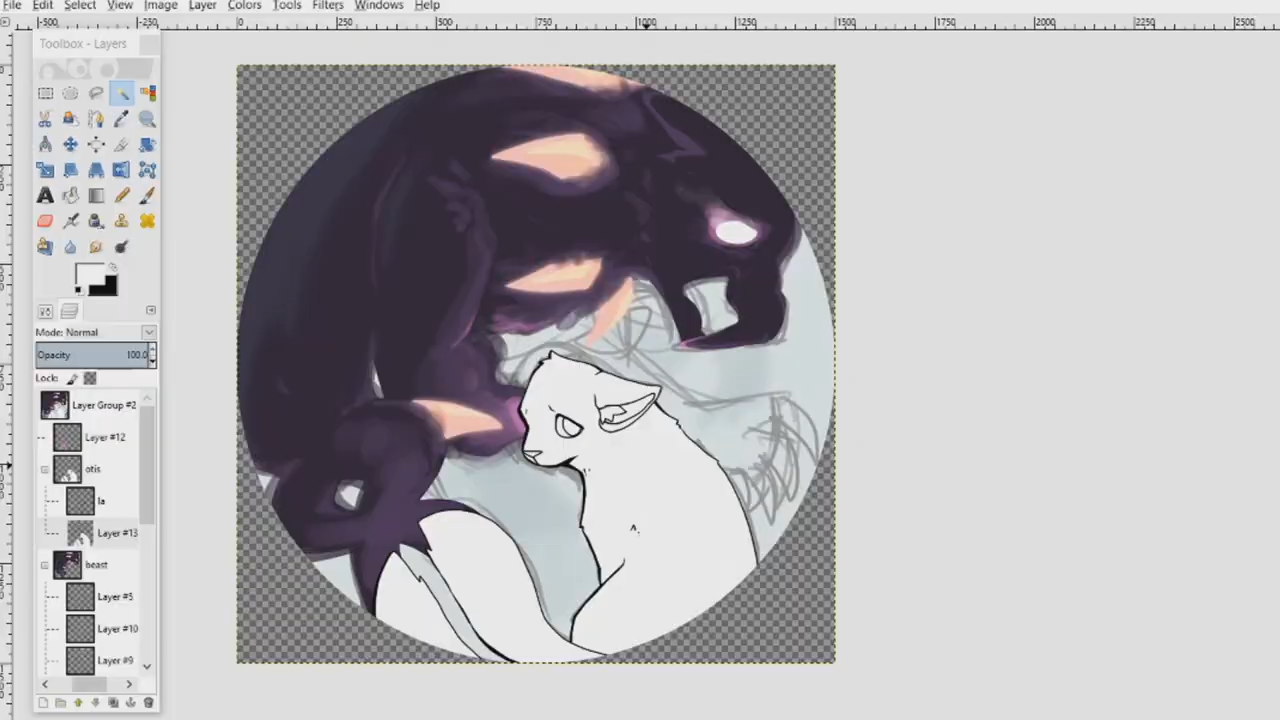 File Edit Select View Image Layer Colors Tools Filters Windows Help
-500 -250 0 250 500 750 1000 1250 1500 1750 2000 2250 2500
Toolbox - Layers
Mode: Normal
Opacity 100.0
Lock:
Layer Group #2
Layer #12
otis
la
Layer #13
beast
Layer #5
Layer #10
Layer #9